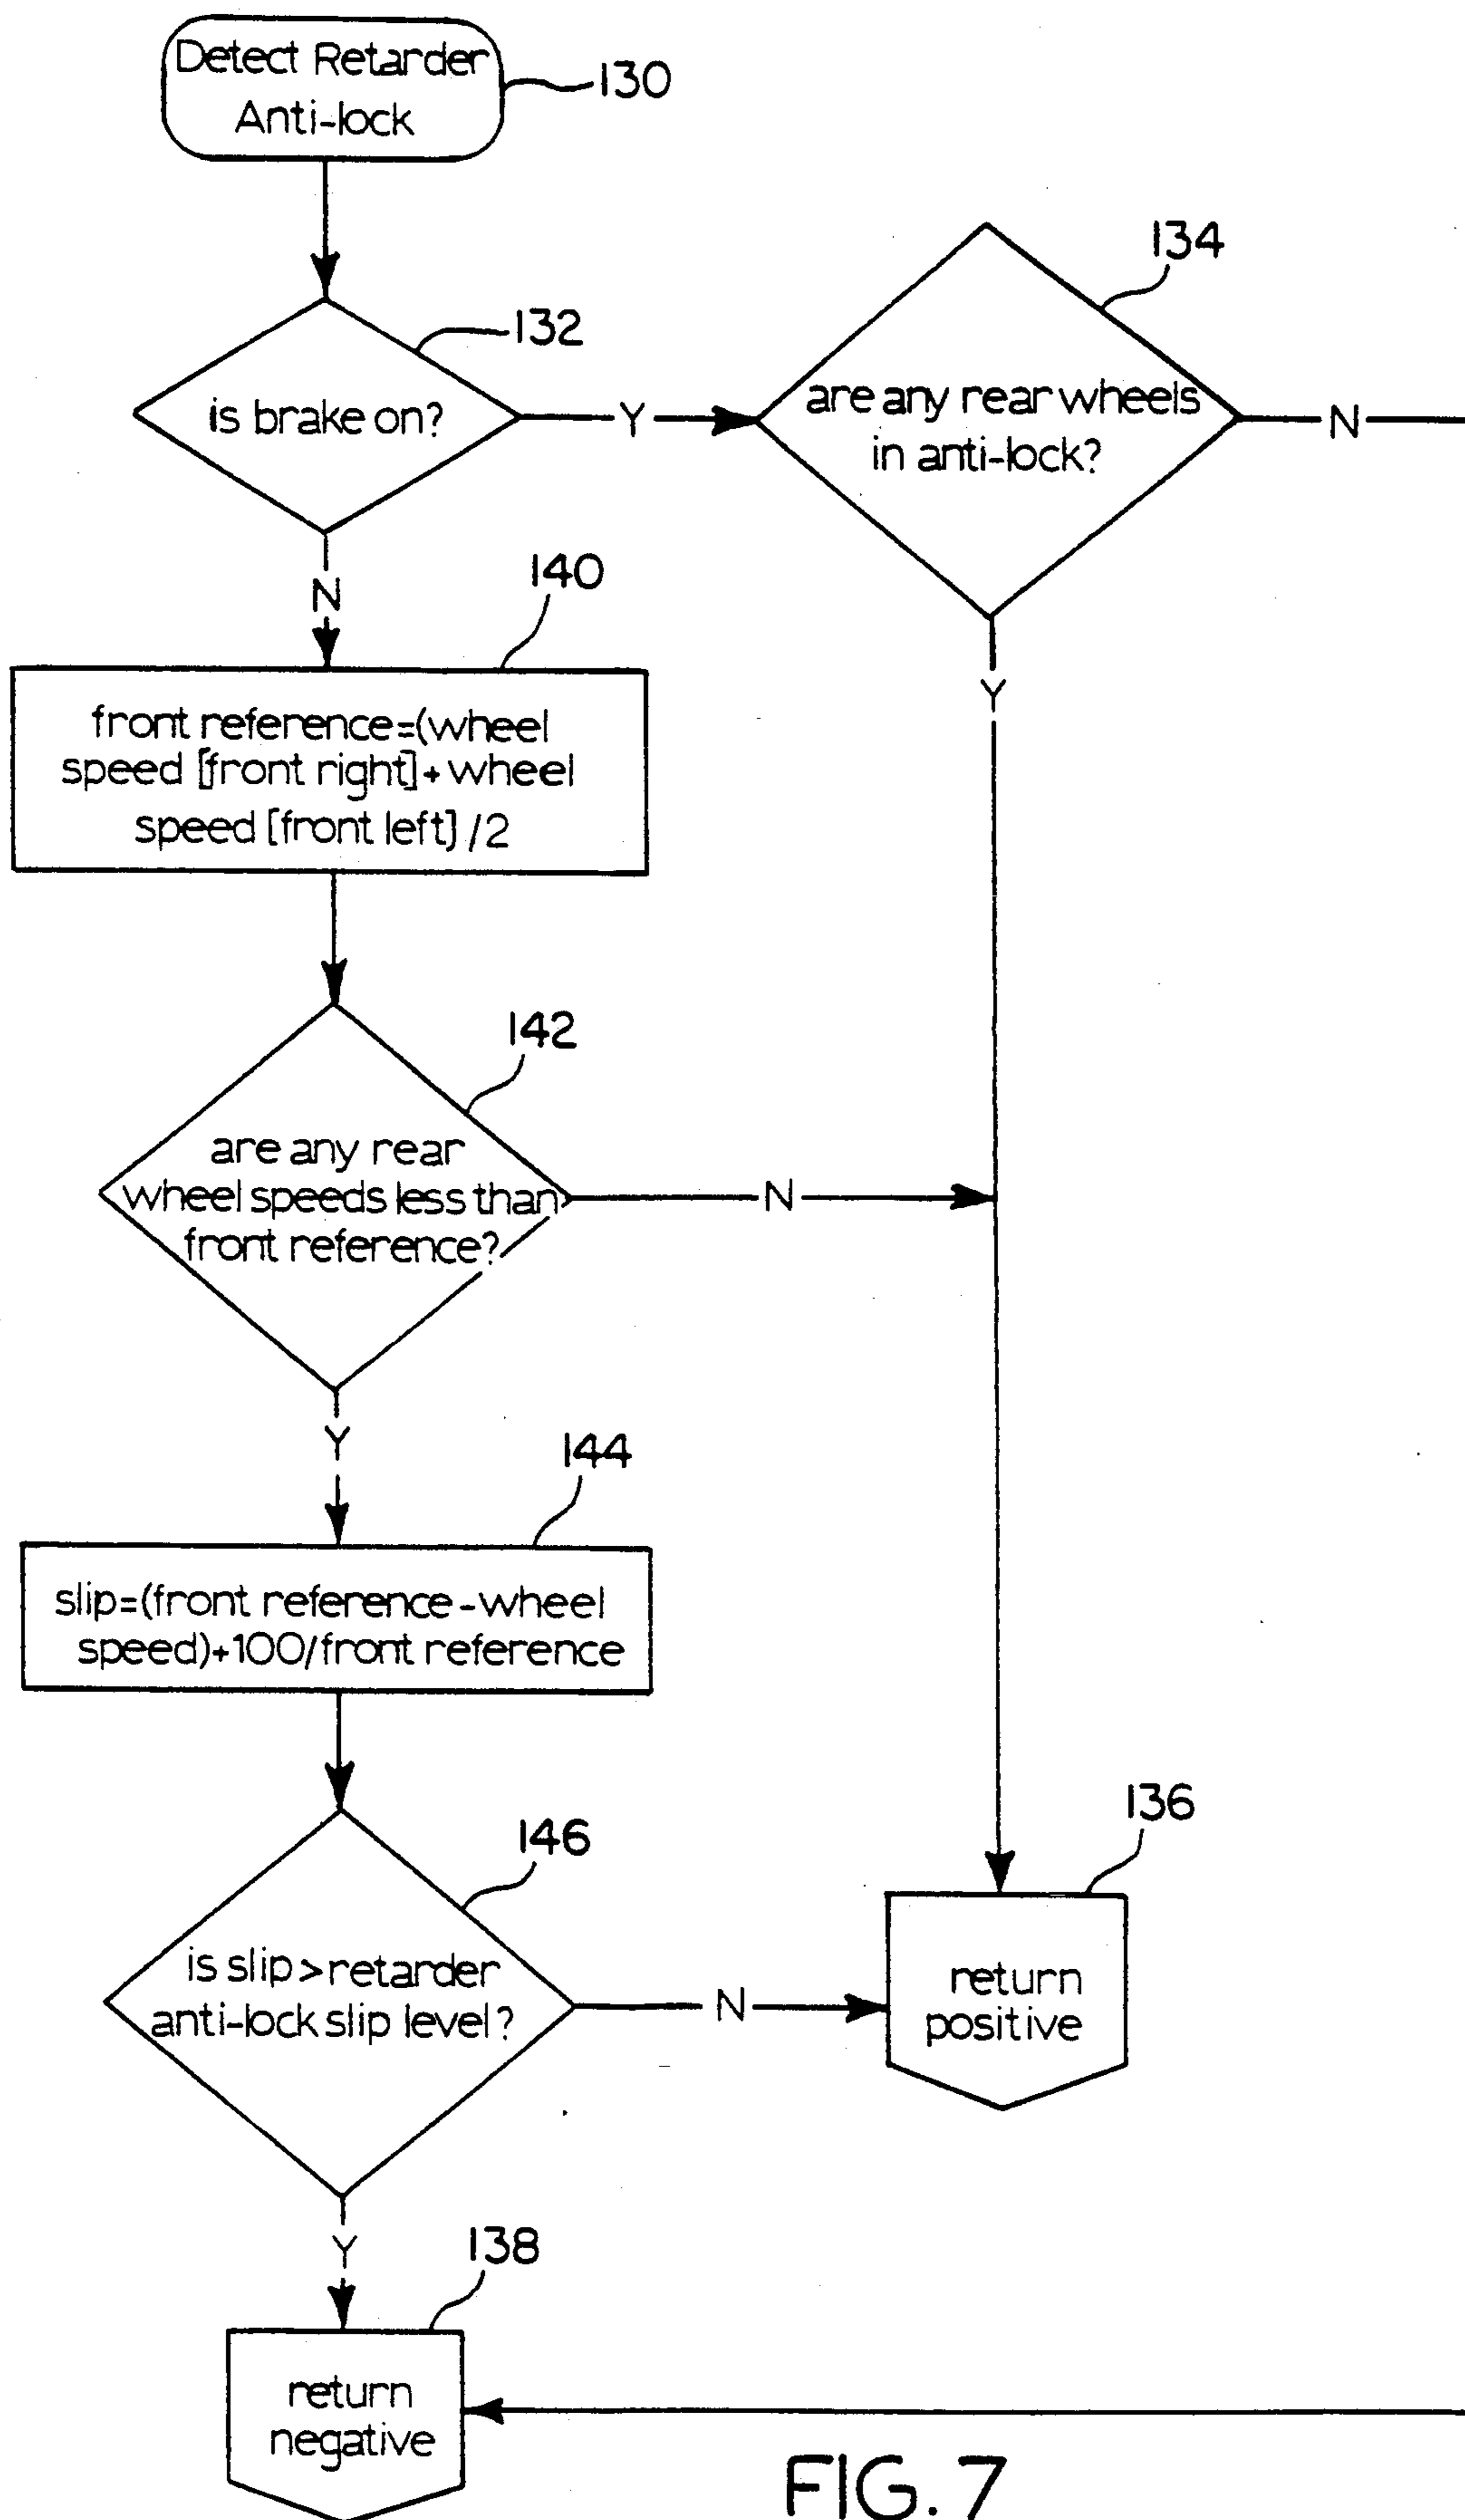 Detect Retarder
Anti-lock
130
132
is brake on?
Y
134
are any rear wheels
in anti-lock?
N
N
140
front reference=(wheel
speed [front right]+wheel
speed [front left] /2
Y
142
are any rear
wheel speeds less than
front reference?
N
Y
144
slip=(front reference-wheel
speed)+100/front reference
146
is slip>retarder
anti-lock slip level?
N
136
return
positive
Y
138
return
negative
FIG. 7